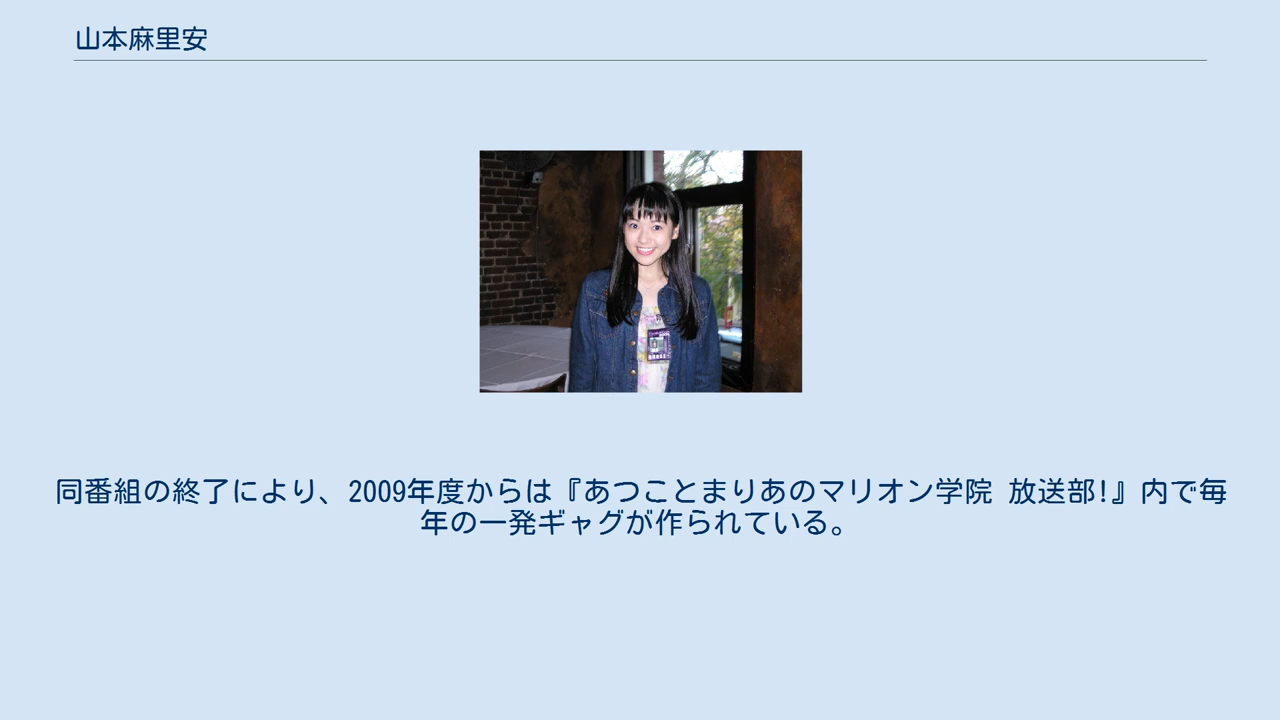 山本麻里安
同番組の終了により、2009年度からは『あつことまりあのマリオン学院 放送部!』内で毎
年の一発ギャグが作られている。